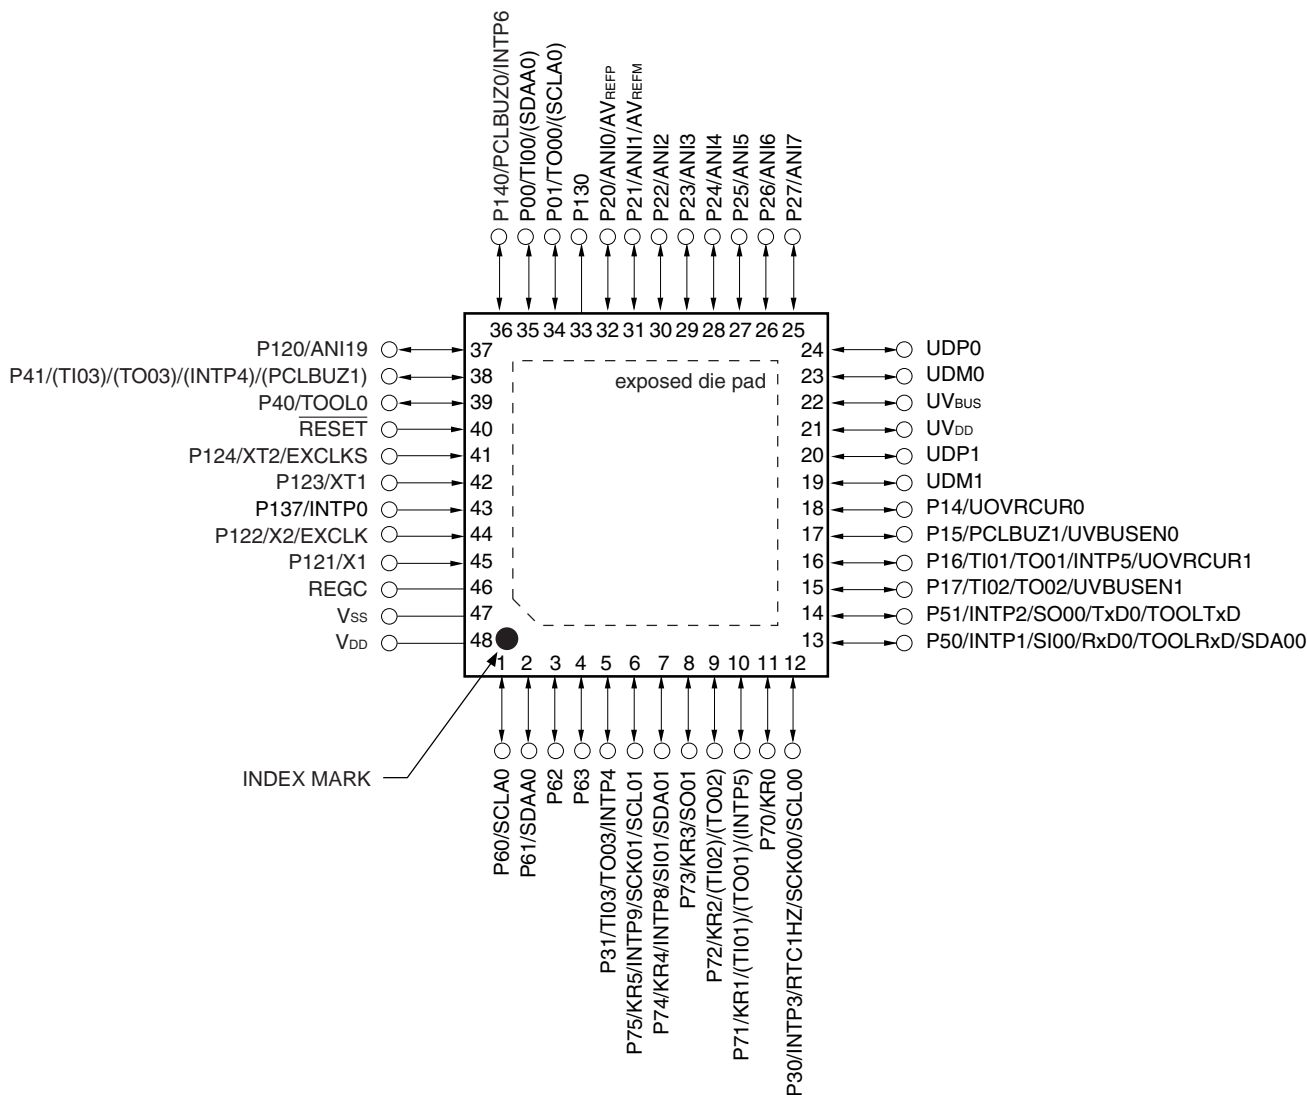 P140/PCLBUZ0/INTP6
P00/TI00/(SDAA0)
P01/TO00/(SCLA0)
P130
P20/ANI0/AVREFP
P21/ANI1/AVREFM
P22/ANI2
P23/ANI3
P24/ANI4
P25/ANI5
P26/ANI6
P27/ANI7
36 35 34 33 32 31 30 29 28 27 26 25
P120/ANI19 37
P41/(TI03)/(TO03)/(INTP4)/(PCLBUZ1) 38
P40/TOOL0 39
RESET 40
P124/XT2/EXCLKS 41
P123/XT1 42
P137/INTP0 43
P122/X2/EXCLK 44
P121/X1 45
REGC 46
VSS 47
VDD 48
exposed die pad
24 UDP0
23 UDM0
22 UVBUS
21 UVDD
20 UDP1
19 UDM1
18 P14/UOVRCUR0
17 P15/PCLBUZ1/UVBUSEN0
16 P16/TI01/TO01/INTP5/UOVRCUR1
15 P17/TI02/TO02/UVBUSEN1
14 P51/INTP2/SO00/TxD0/TOOLTxD
13 P50/INTP1/SI00/RxD0/TOOLRxD/SDA00
1 2 3 4 5 6 7 8 9 10 11 12
INDEX MARK
P60/SCLA0
P61/SDAA0
P62
P63
P31/TI03/TO03/INTP4
P75/KR5/INTP9/SCK01/SCL01
P74/KR4/INTP8/SI01/SDA01
P73/KR3/SO01
P72/KR2/(TI02)/(TO02)
P71/KR1/(TI01)/(TO01)/(INTP5)
P70/KR0
P30/INTP3/RTC1HZ/SCK00/SCL00